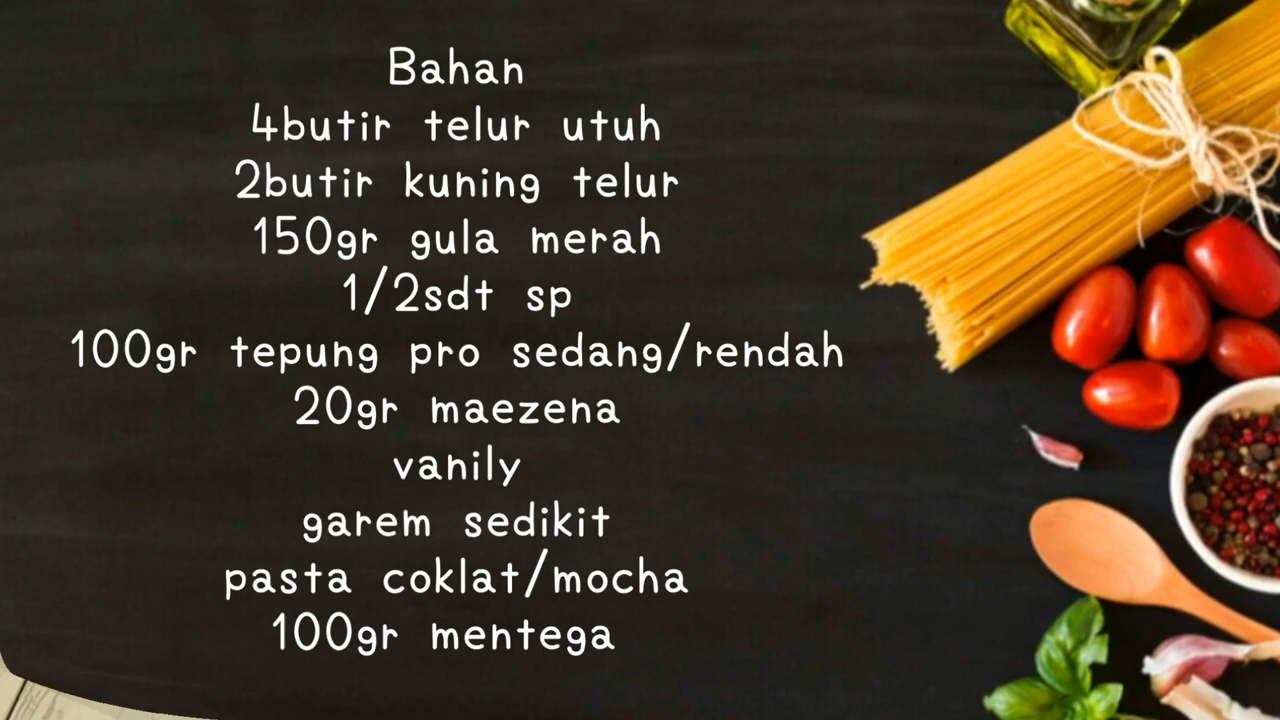 Bahan
4butir telur utuh
2butir kuning telur
150gr gula merah
1/2sdt sp
100gr tepung pro sedang/rendah
20gr maezena
vanily
garem sedikit
pasta coklat/mocha
100gr mentega